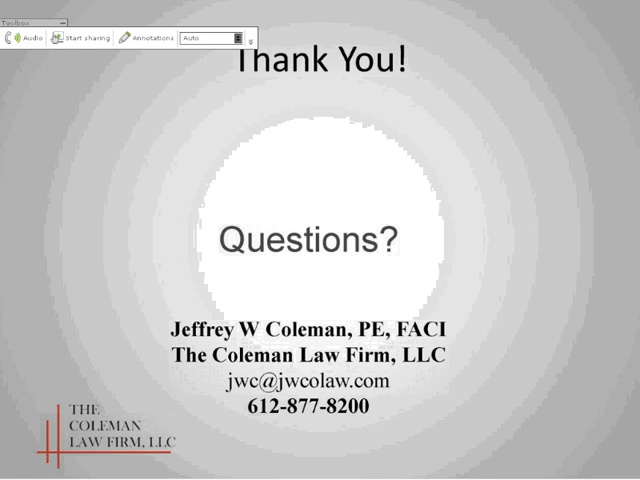 Toolbox
Audio Start sharing Annotations Auto
Thank You!
Questions?
Jeffrey W Coleman, PE, FACI
The Coleman Law Firm, LLC
jwc@jwcolaw.com
612-877-8200
THE
COLEMAN
LAW FIRM, LLC